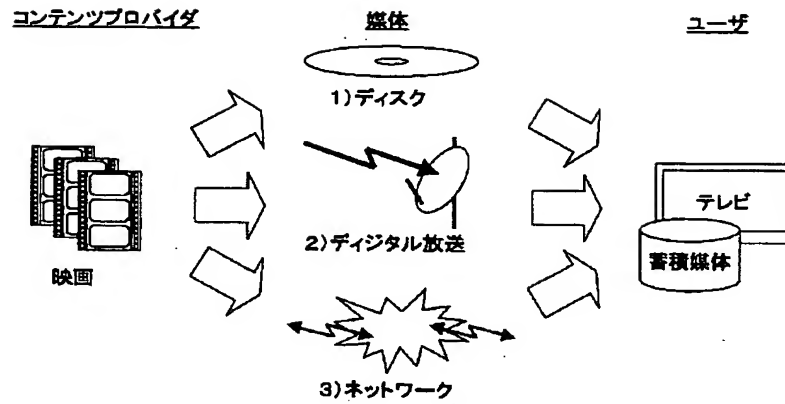 コンテンツプロバイダ
媒体
ユーザ
1)ディスク
テレビ
2)ディジタル放送
蓄積媒体
映画
3)ネットワーク